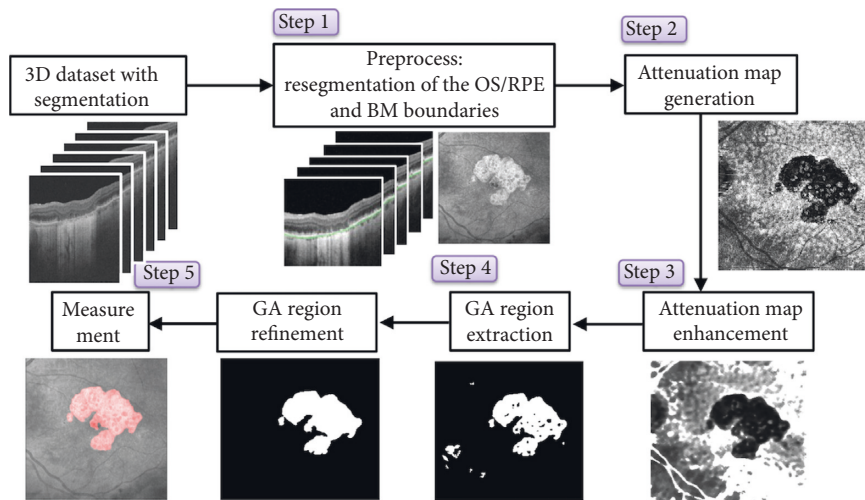 Step 1
Step 2
3D dataset with
segmentation
Preprocess:
resegmentation of the OS/RPE
and BM boundaries
Attenuation map
generation
Step 5
Step 4
Step 3
Measure
ment
GA region
refinement
GA region
extraction
Attenuation map
enhancement